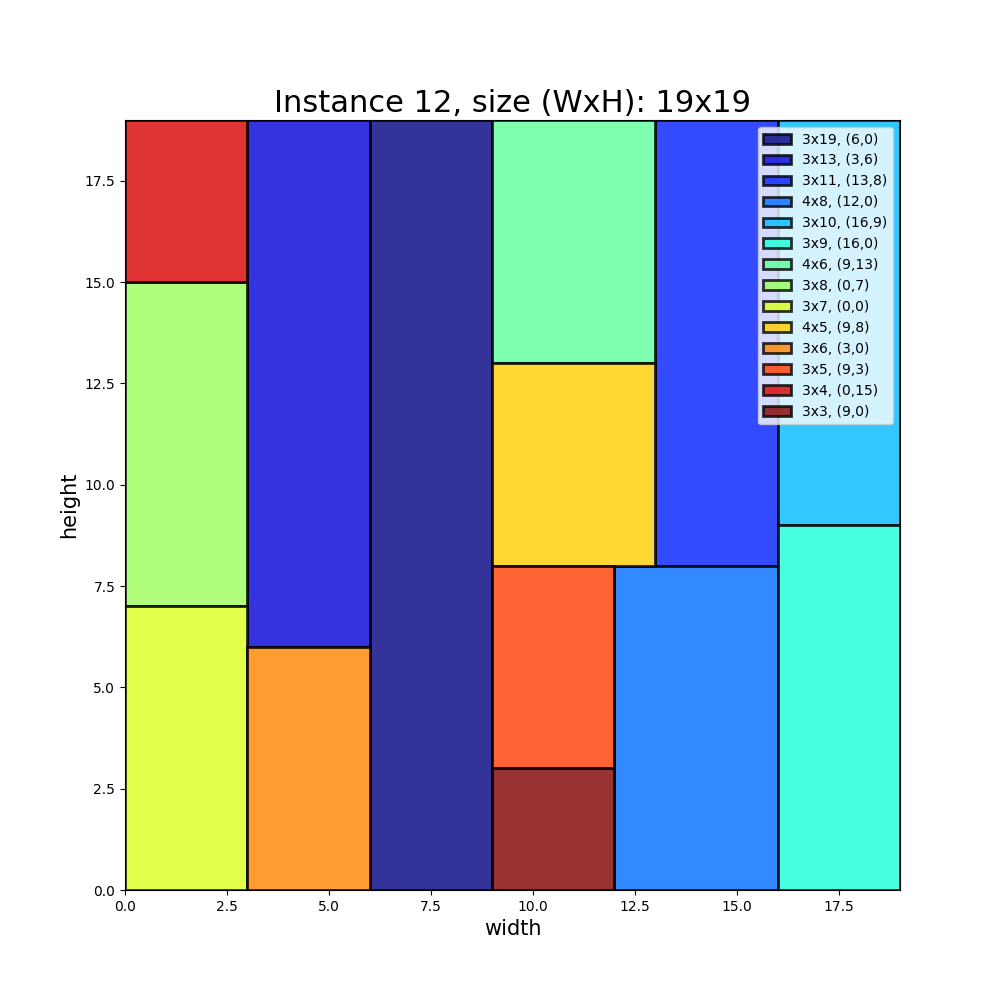 Instance 12, size (WxH): 19x19
3x19, (6,0)
3x13, (3,6)
3x11, (13,8)
4x8, (12,0)
3x10, (16,9)
3x9, (16,0)
4x6, (9,13)
3x8, (0,7)
3x7, (0,0)
4x5, (9,8)
3x6, (3,0)
3x5, (9,3)
3x4, (0,15)
3x3, (9,0)
height
17.5
15.0
12.5
10.0
7.5
5.0
2.5
0.0
0.0 2.5 5.0 7.5 10.0 12.5 15.0 17.5
width